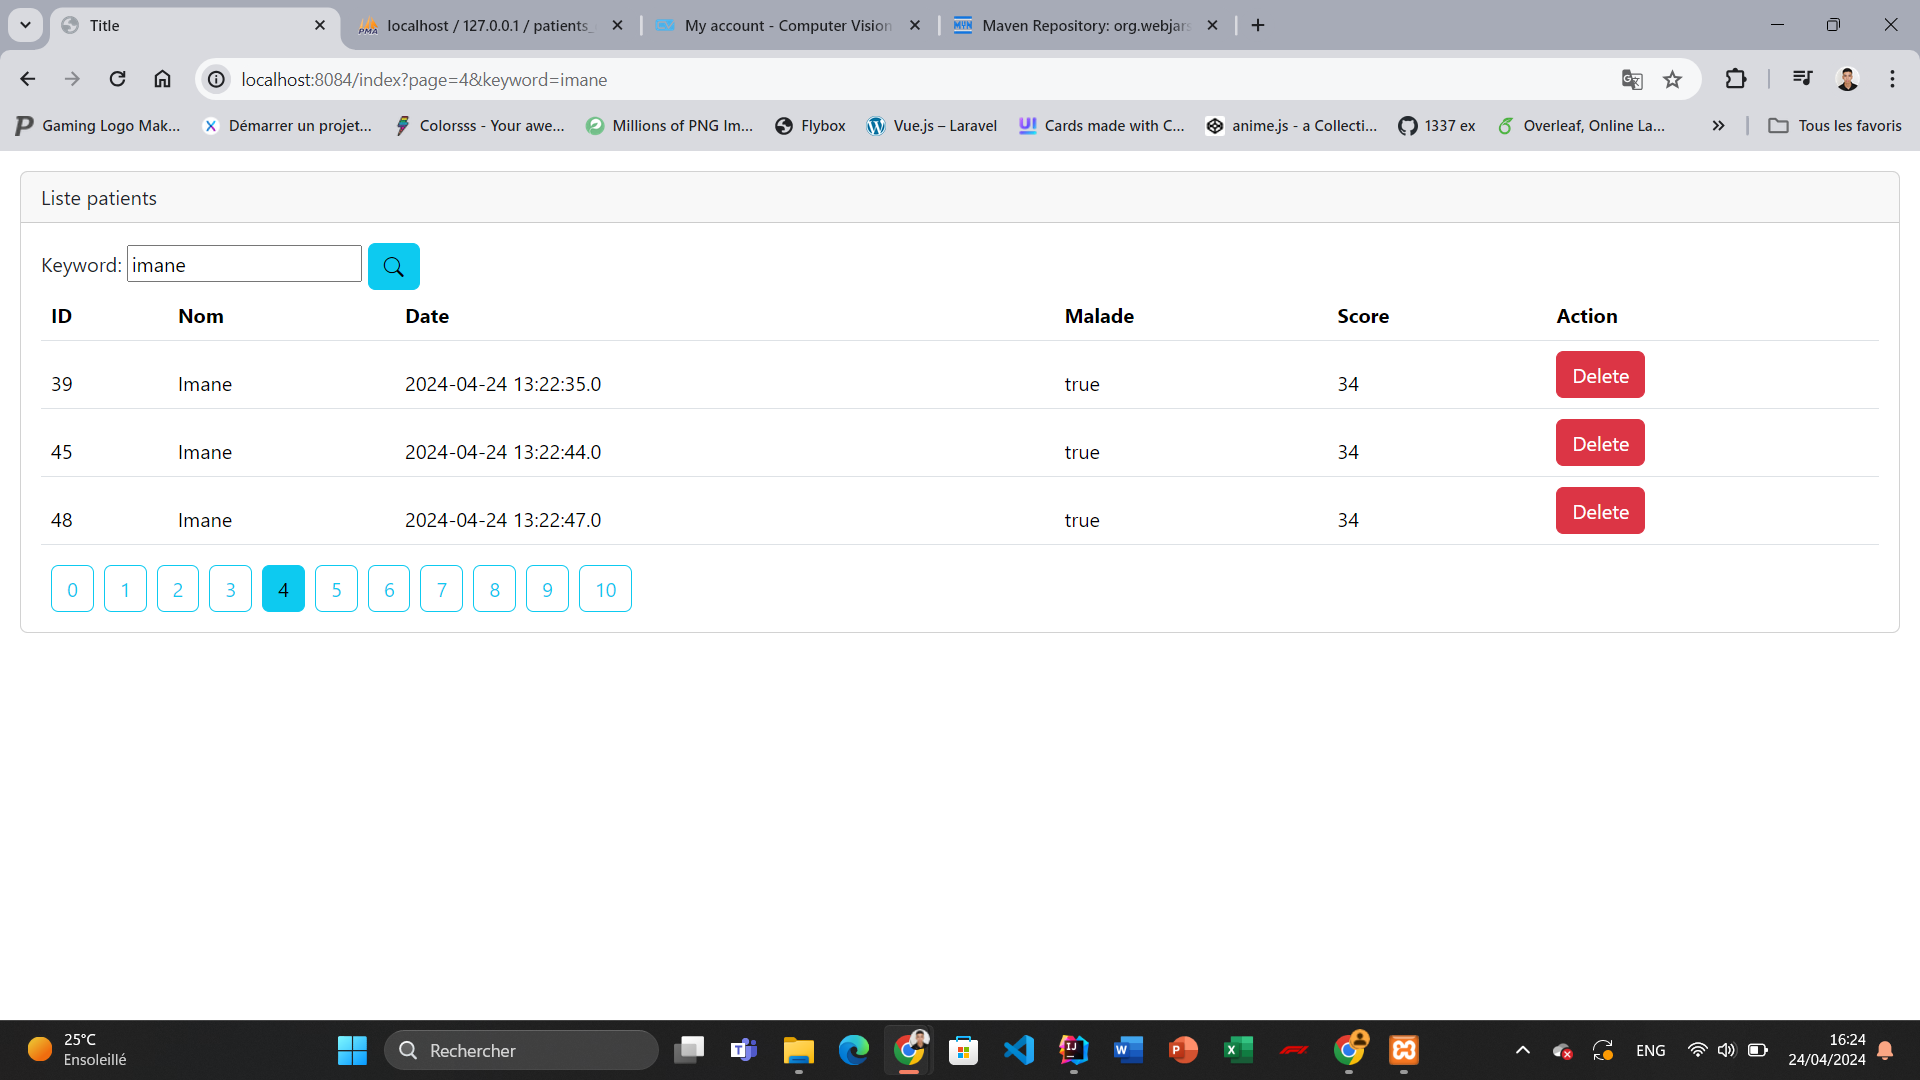 Title
localhost / 127.0.0.1 / patients_
My account - Computer Vision
Maven Repository: org.webjars
localhost:8084/index?page=4&keyword=imane
Gaming Logo Mak...
Démarrer un projet...
Colorsss - Your awe...
Millions of PNG Im...
Flybox
Vue.js – Laravel
Cards made with C...
anime.js - a Collecti...
1337 ex
Overleaf, Online La...
Tous les favoris
Liste patients
Keyword: imane
ID Nom Date Malade Score Action
39 Imane 2024-04-24 13:22:35.0 true 34 Delete
45 Imane 2024-04-24 13:22:44.0 true 34 Delete
48 Imane 2024-04-24 13:22:47.0 true 34 Delete
0 1 2 3 4 5 6 7 8 9 10
25°C
Ensoleillé
Rechercher
ENG
16:24
24/04/2024